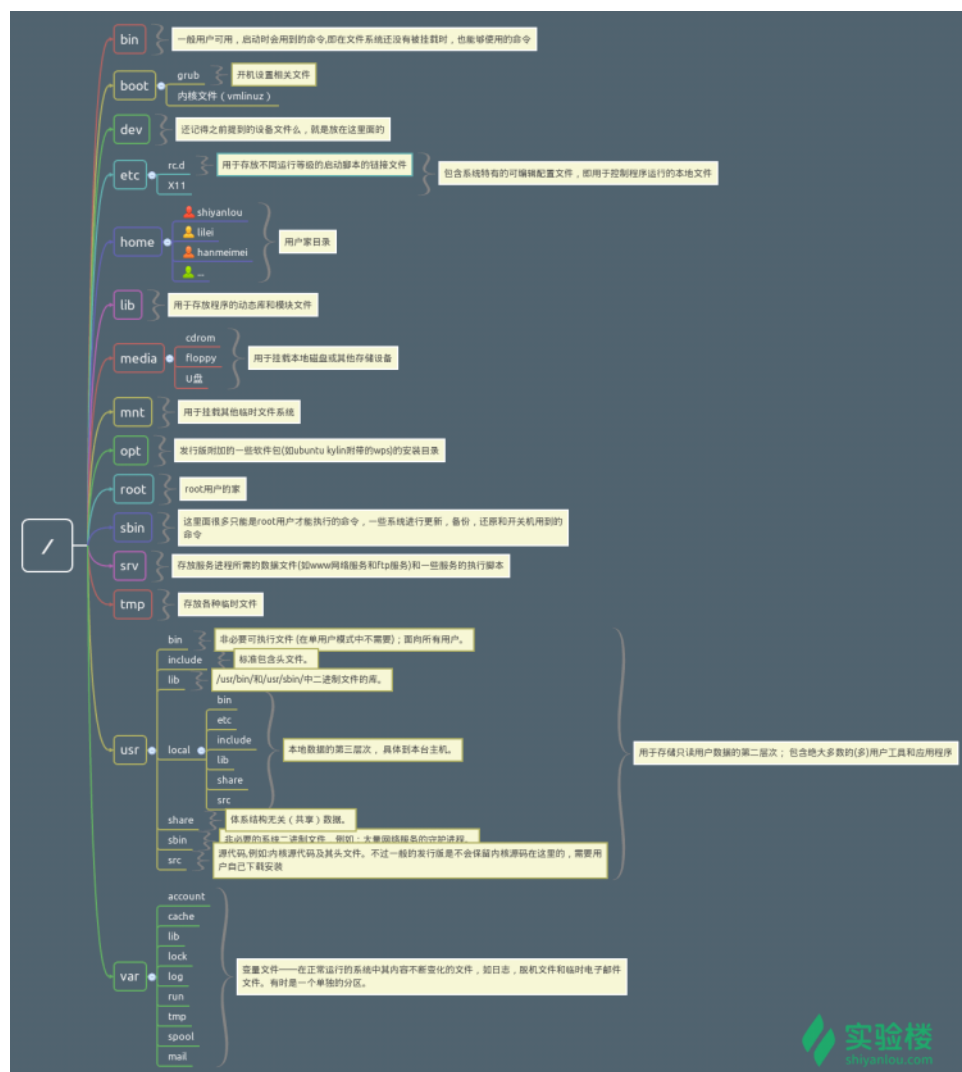 /
bin
一般用户可用，启动时会用到的命令,即在文件系统还没有被挂载时，也能够使用的命令
boot
grub
开机设置相关文件
内核文件（vmlinuz）
dev
还记得之前提到的设备文件么，就是放在这里面的
etc
rc.d
用于存放不同运行等级的启动脚本的链接文件
X11
包含系统特有的可编辑配置文件，即用于控制程序运行的本地文件
home
shiyanlou
lilei
hanmeimei
...
用户家目录
lib
用于存放程序的动态库和模块文件
media
cdrom
floppy
U盘
用于挂载本地磁盘或其他存储设备
mnt
用于挂载其他临时文件系统
opt
发行版附加的一些软件包(如ubuntu kylin附带的wps)的安装目录
root
root用户的家
sbin
这里面很多只能是root用户才能执行的命令，一些系统进行更新，备份，还原和开关机用到的
命令
srv
存放服务进程所需的数据文件(如www网络服务和ftp服务)和一些服务的执行脚本
tmp
存放各种临时文件
usr
bin
非必要可执行文件 (在单用户模式中不需要)；面向所有用户。
include
标准包含头文件。
lib
/usr/bin/和/usr/sbin/中二进制文件的库。
local
bin
etc
include
lib
share
src
本地数据的第三层次， 具体到本台主机。
share
体系结构无关（共享）数据。
sbin
非必要的系统二进制文件，例如：大量网络服务的守护进程。
src
源代码,例如:内核源代码及其头文件。不过一般的发行版是不会保留内核源码在这里的，需要用
户自己下载安装
用于存储只读用户数据的第二层次； 包含绝大多数的(多)用户工具和应用程序
var
account
cache
lib
lock
log
run
tmp
spool
mail
变量文件——在正常运行的系统中其内容不断变化的文件，如日志，脱机文件和临时电子邮件
文件。有时是一个单独的分区。
实验楼
shiyanlou.com